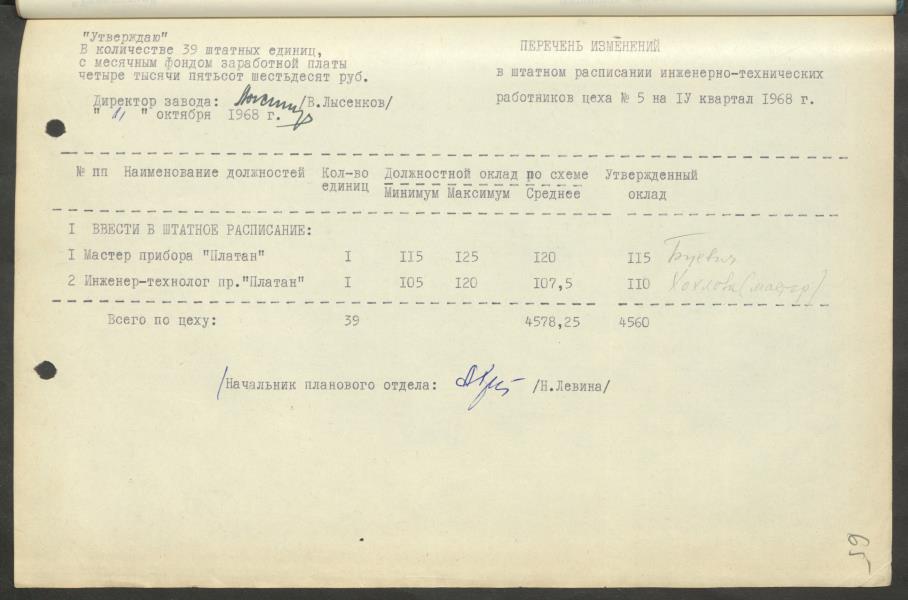 "Утверждаю"
В количестве 39 штатных единиц,
с месячным фондом заработной платы
четыре тысячи пятьсот шестьдесят руб.
Директор завода: /В.Лысенков/
" 11 " октября 1968 г.
ПЕРЕЧЕНЬ ИЗМЕНЕНИЙ
в штатном расписании инженерно-технических
работников цеха № 5 на IУ квартал 1968 г.
№ пп Наименование должностей Кол-во единиц Должностной оклад по схеме Утвержденный оклад
Минимум Максимум Среднее
I ВВЕСТИ В ШТАТНОЕ РАСПИСАНИЕ:
I Мастер прибора "Платан" I II5 I25 I20 II5 Буевич
2 Инженер-технолог пр."Платан" I I05 I20 I07,5 II0 Хохлова (мастер)
Всего по цеху: 39 4578,25 4560
/Начальник планового отдела: /Н.Левина/
59